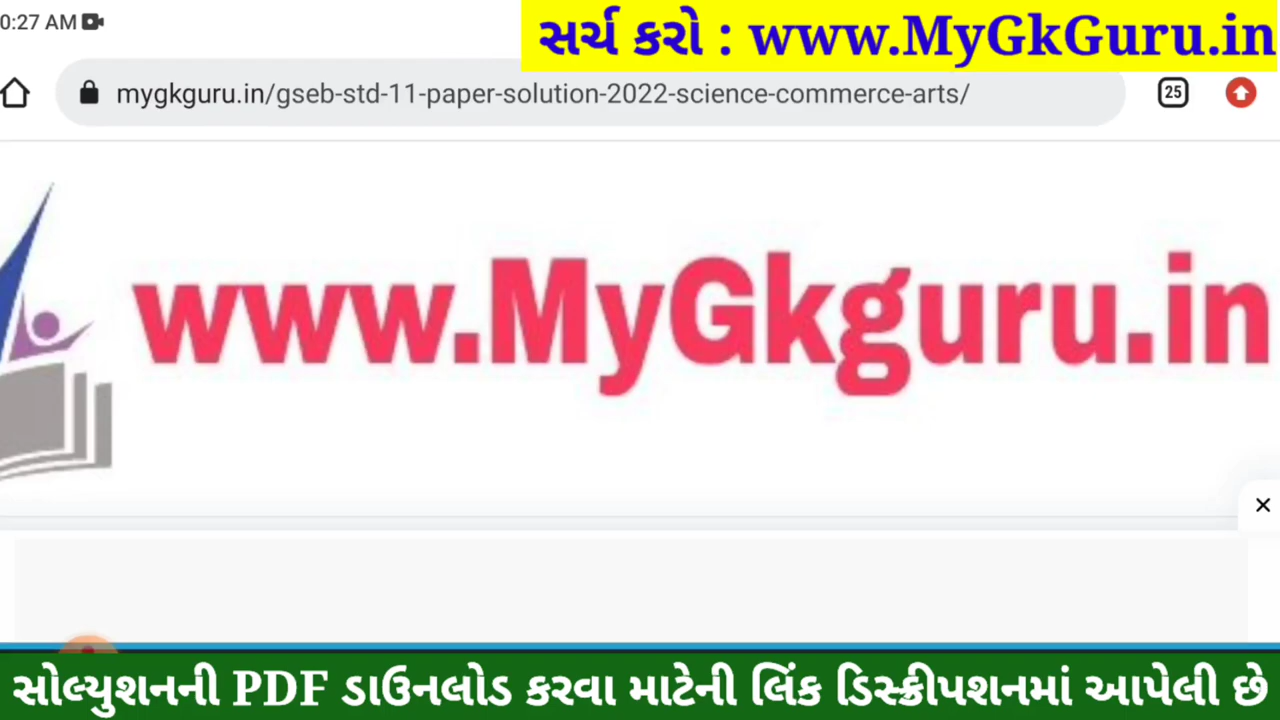 0:27 AM
સર્ચ કરો : www.MyGkGuru.in
mygkguru.in/gseb-std-11-paper-solution-2022-science-commerce-arts/
25
www.MyGkguru.in
સોલ્યુશનની PDF ડાઉનલોડ કરવા માટેની લિંક ડિસ્ક્રીપશનમાં આપેલી છે